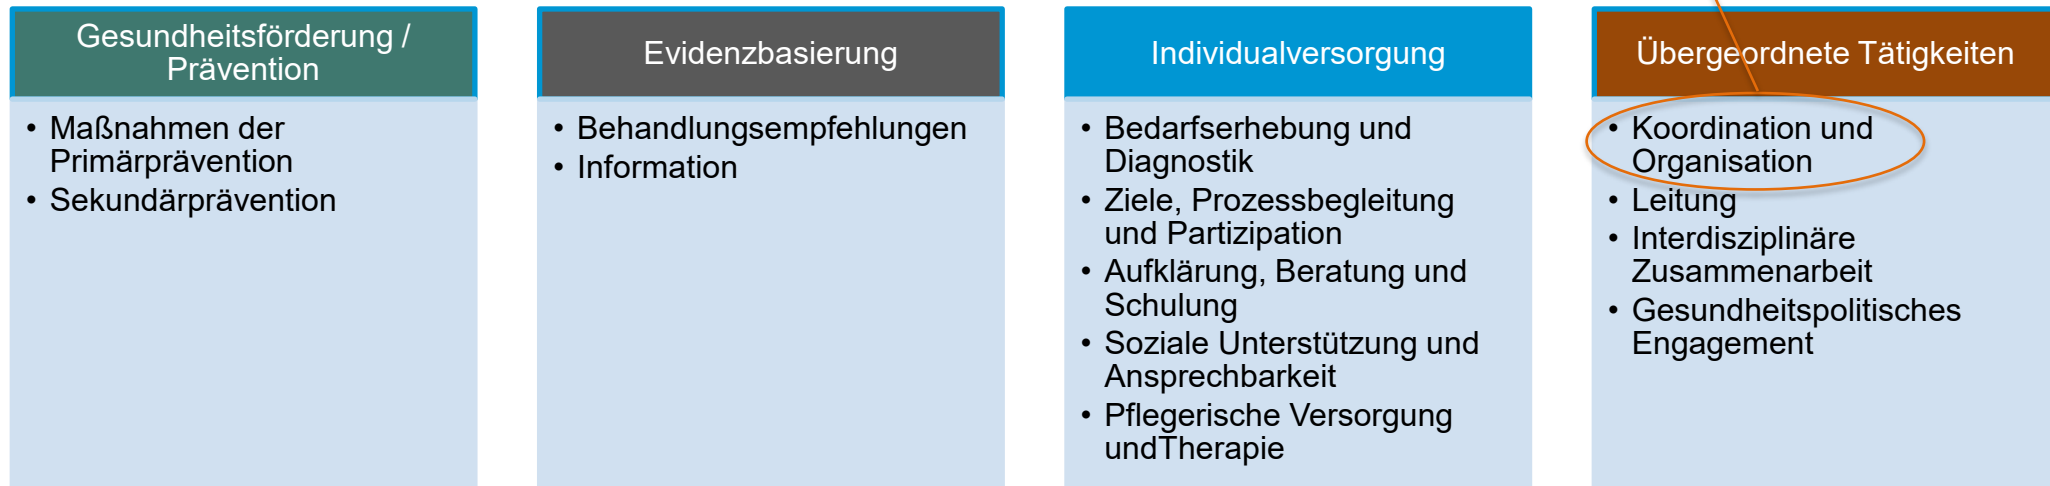 Gesundheitsförderung /
Prävention
• Maßnahmen der
Primärprävention
• Sekundärprävention
Evidenzbasierung
• Behandlungsempfehlungen
• Information
Individualversorgung
• Bedarfserhebung und
Diagnostik
• Ziele, Prozessbegleitung
und Partizipation
• Aufklärung, Beratung und
Schulung
• Soziale Unterstützung und
Ansprechbarkeit
• Pflegerische Versorgung
undTherapie
Übergeordnete Tätigkeiten
• Koordination und
Organisation
• Leitung
• Interdisziplinäre
Zusammenarbeit
• Gesundheitspolitisches
Engagement